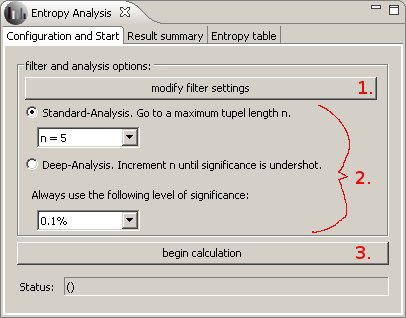 Entropy Analysis
Configuration and Start Result summary Entropy table
filter and analysis options:
modify filter settings 1.
Standard-Analysis. Go to a maximum tupel length n.
n = 5
Deep-Analysis. Increment n until significance is undershot.
2.
Always use the following level of significance:
0.1%
begin calculation 3.
Status: ()